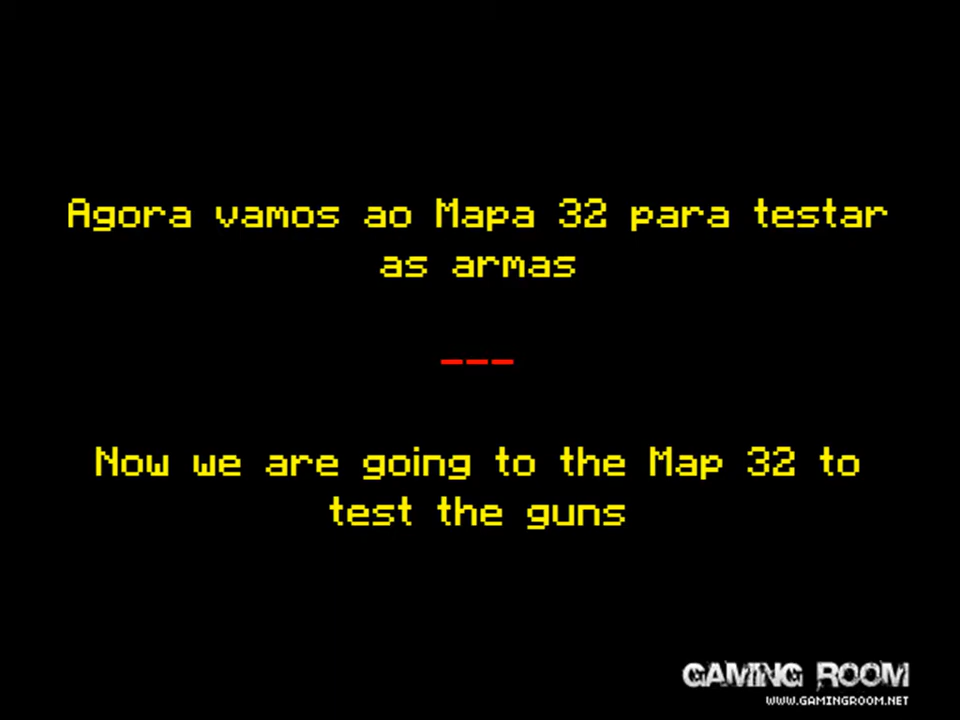 Agora vamos ao Mapa 32 para testar
as armas
---
Now we are going to the Map 32 to
test the guns
GAMING ROOM
WWW.GAMINGROOM.NET